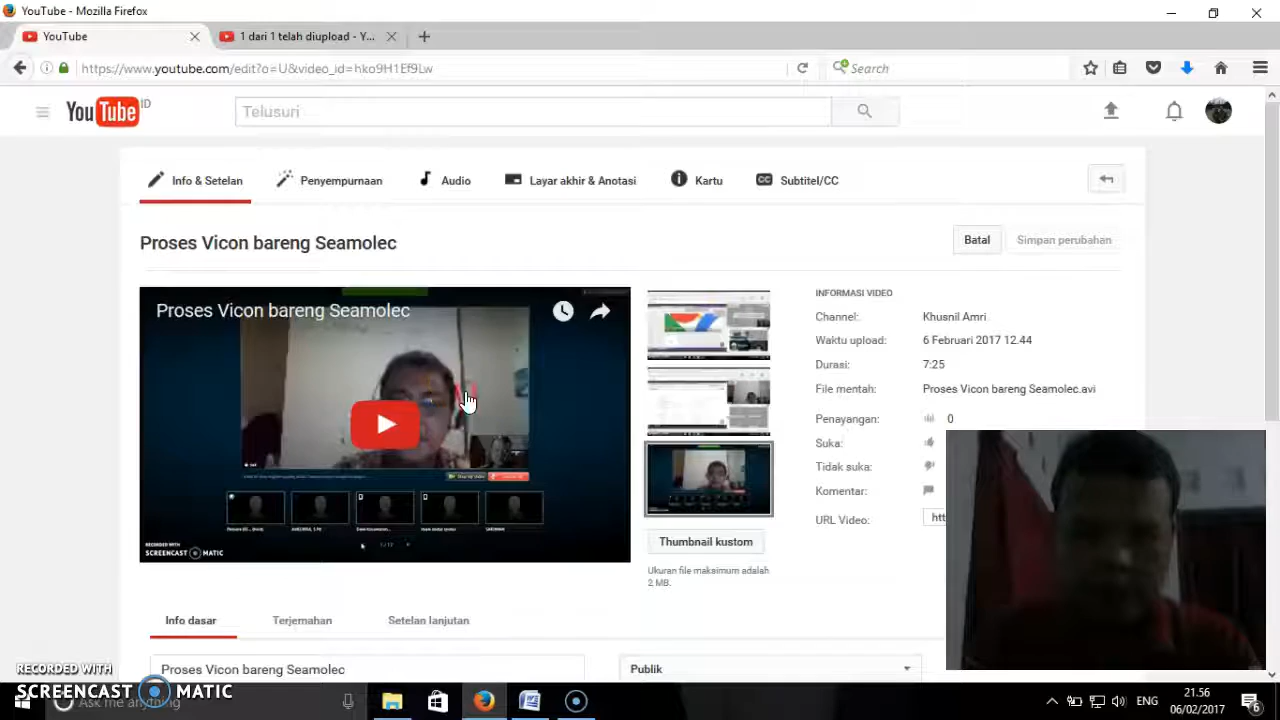 YouTube - Mozilla Firefox
YouTube
1 dari 1 telah diupload - Y...
https://www.youtube.com/edit?o=U&video_id=hko9H1Ef9Lw
Search
YouTube ID
Telusuri
Info & Setelan
Penyempurnaan
Audio
Layar akhir & Anotasi
Kartu
CC Subtitel/CC
Proses Vicon bareng Seamolec
Batal
Simpan perubahan
Proses Vicon bareng Seamolec
INFORMASI VIDEO
Channel: Khusnil Amri
Waktu upload: 6 Februari 2017 12.44
Durasi: 7:25
File mentah: Proses Vicon bareng Seamolec.avi
Penayangan: 0
Suka:
Tidak suka:
Komentar:
URL Video: htt
RECORDED WITH
SCREENCAST MATIC
Thumbnail kustom
Ukuran file maksimum adalah
2 MB.
Info dasar
Terjemahan
Setelan lanjutan
Proses Vicon bareng Seamolec
Publik
RECORDED WITH
SCREENCAST MATIC
Ask me anything
ENG
21.56
06/02/2017
6